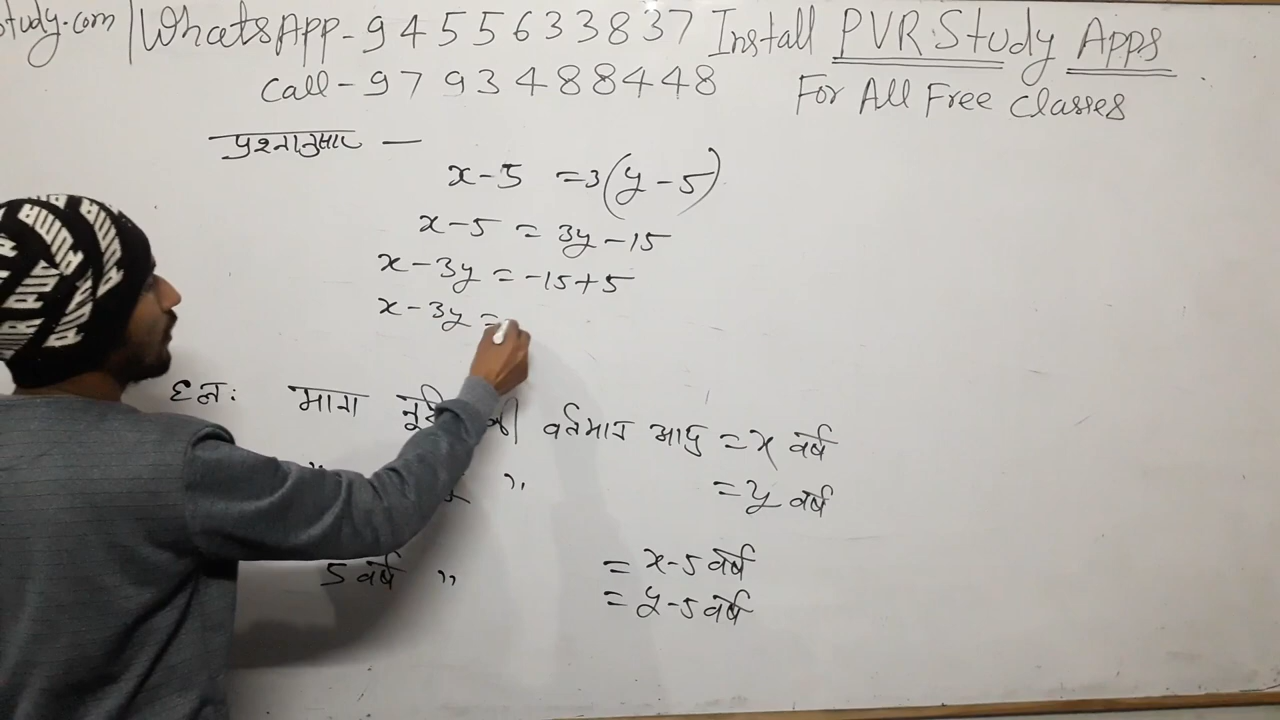 study.com | WhatsApp - 9455633837 Install PVR Study Apps
Call - 9793488448 For All Free Classes
प्रश्नानुसार —
x - 5 = 3(y - 5)
x - 5 = 3y - 15
x - 3y = -15 + 5
x - 3y =
हल: माना की वर्तमान आयु = x वर्ष
" = y वर्ष
5 वर्ष " = x - 5 वर्ष
= y - 5 वर्ष